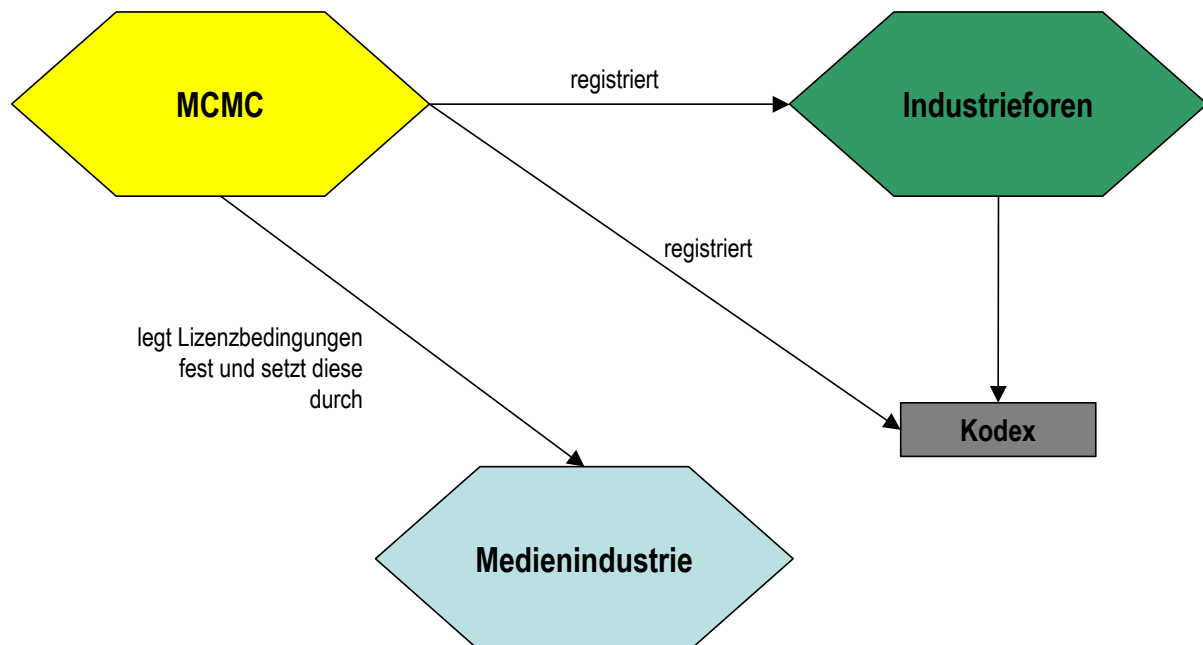 registriert
MCMC
Industrieforen
registriert
legt Lizenzbedingungen
fest und setzt diese
durch
Kodex
Medienindustrie